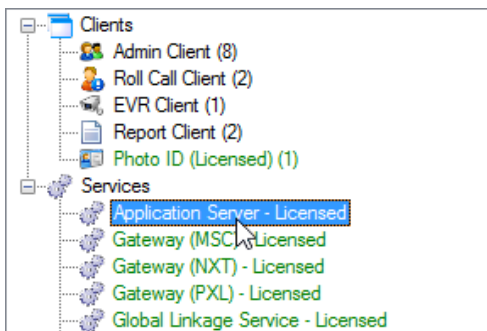 Clients
Admin Client (8)
Roll Call Client (2)
EVR Client (1)
Report Client (2)
Photo ID (Licensed) (1)
Services
Application Server - Licensed
Gateway (MSC) - Licensed
Gateway (NXT) - Licensed
Gateway (PXL) - Licensed
Global Linkage Service - Licensed